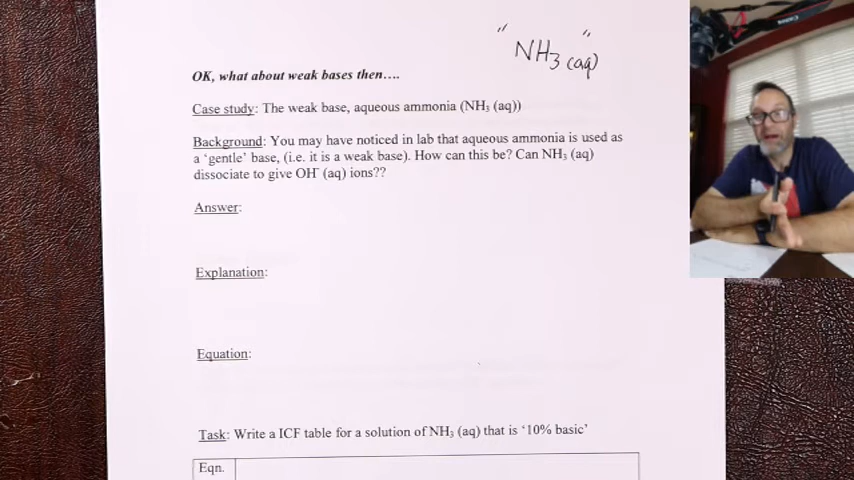 " NH3 (aq) "
OK, what about weak bases then….
Case study: The weak base, aqueous ammonia (NH₃ (aq))
Background: You may have noticed in lab that aqueous ammonia is used as
a 'gentle' base, (i.e. it is a weak base). How can this be? Can NH₃ (aq)
dissociate to give OH⁻ (aq) ions??
Answer:
Explanation:
Equation:
Task: Write a ICF table for a solution of NH₃ (aq) that is '10% basic'
Eqn.